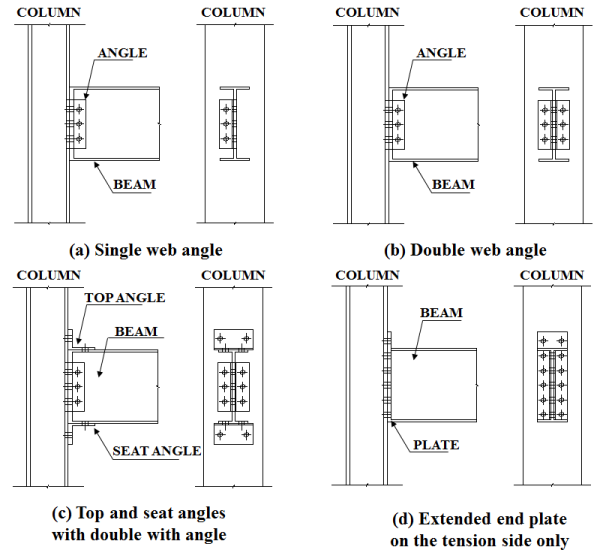 COLUMN COLUMN COLUMN COLUMN
ANGLE ANGLE
BEAM BEAM
(a) Single web angle (b) Double web angle
COLUMN COLUMN COLUMN COLUMN
TOP ANGLE
BEAM BEAM
SEAT ANGLE PLATE
(c) Top and seat angles
with double with angle
(d) Extended end plate
on the tension side only